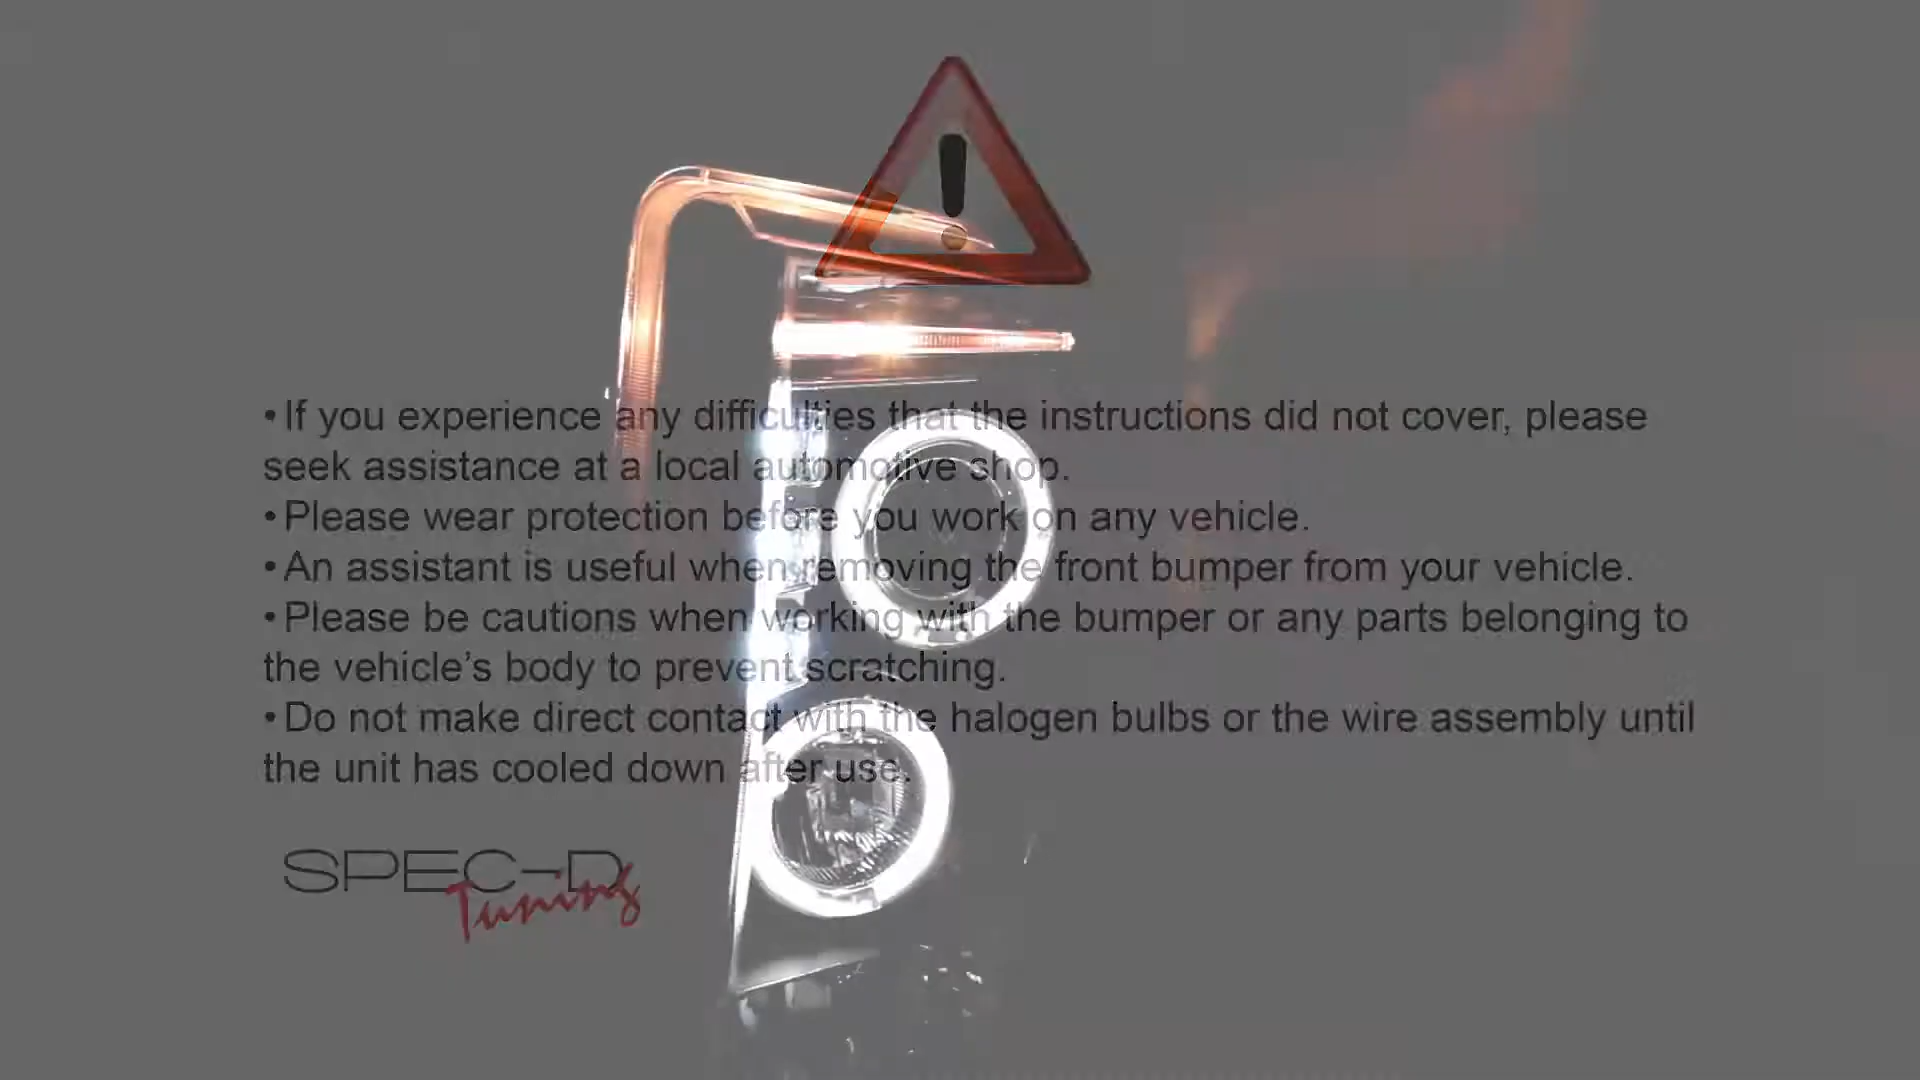 •If you experience any difficulties that the instructions did not cover, please
seek assistance at a local automotive shop.
•Please wear protection before you work on any vehicle.
•An assistant is useful when removing the front bumper from your vehicle.
•Please be cautions when working with the bumper or any parts belonging to
the vehicle’s body to prevent scratching.
•Do not make direct contact with the halogen bulbs or the wire assembly until
the unit has cooled down after use.
SPEC-D
Tuning